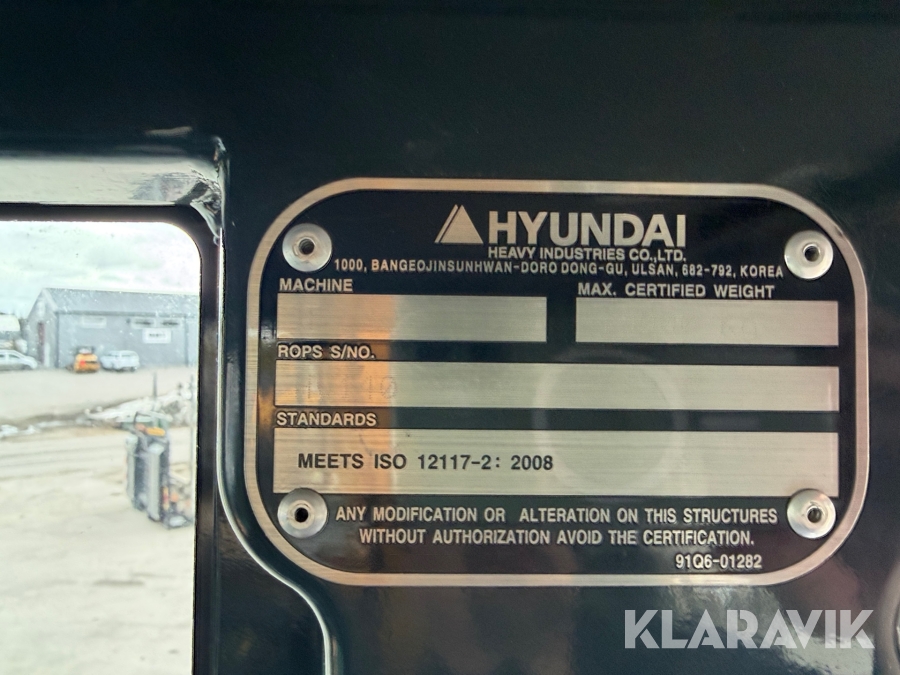 HYUNDAI
HEAVY INDUSTRIES CO.,LTD.
1000, BANGEOJINSUNHWAN-DORO DONG-GU, ULSAN, 682-792, KOREA
MACHINE
MAX. CERTIFIED WEIGHT
ROPS S/NO.
STANDARDS
MEETS ISO 12117-2: 2008
ANY MODIFICATION OR ALTERATION ON THIS STRUCTURES
WITHOUT AUTHORIZATION AVOID THE CERTIFICATION.
91Q6-01282
KLARAVIK